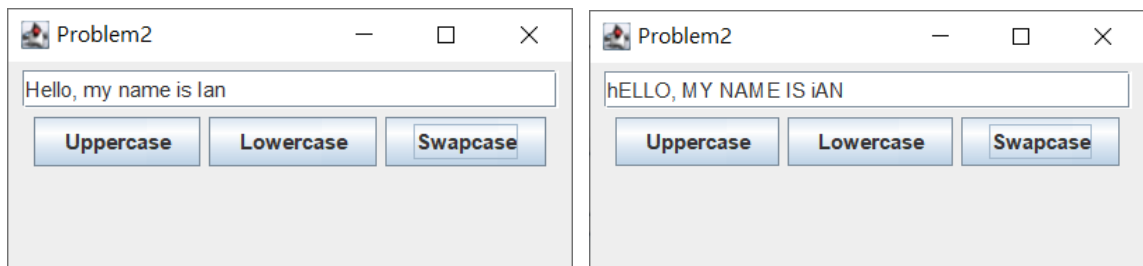 Problem2
Hello, my name is Ian
Uppercase Lowercase Swapcase
Problem2
hELLO, MY NAME IS iAN
Uppercase Lowercase Swapcase